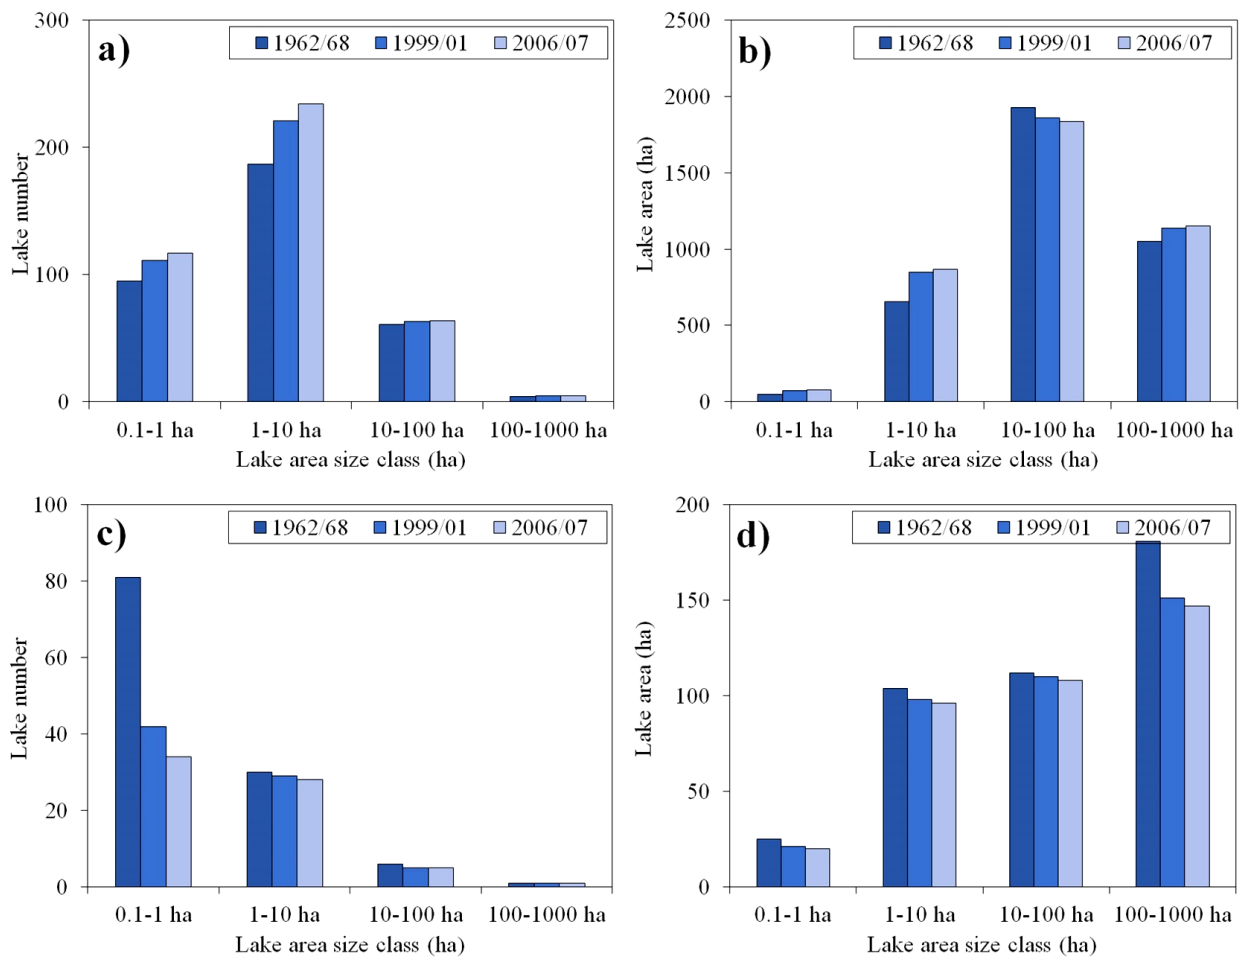 a)
1962/68 1999/01 2006/07
300
200
100
0
Lake number
0.1-1 ha 1-10 ha 10-100 ha 100-1000 ha
Lake area size class (ha)
b)
1962/68 1999/01 2006/07
2500
2000
1500
1000
500
0
Lake area (ha)
0.1-1 ha 1-10 ha 10-100 ha 100-1000 ha
Lake area size class (ha)
c)
1962/68 1999/01 2006/07
100
80
60
40
20
0
Lake number
0.1-1 ha 1-10 ha 10-100 ha 100-1000 ha
Lake area size class (ha)
d)
1962/68 1999/01 2006/07
200
150
100
50
0
Lake area (ha)
0.1-1 ha 1-10 ha 10-100 ha 100-1000 ha
Lake area size class (ha)